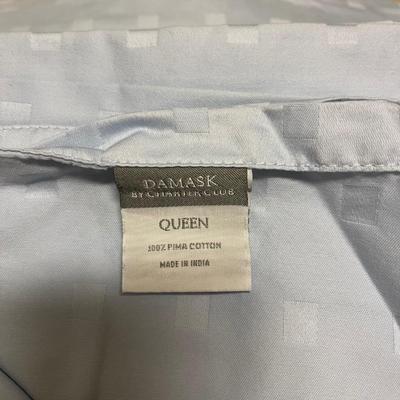 DAMASK
BY CHARTER CLUB
QUEEN
100% PIMA COTTON
MADE IN INDIA